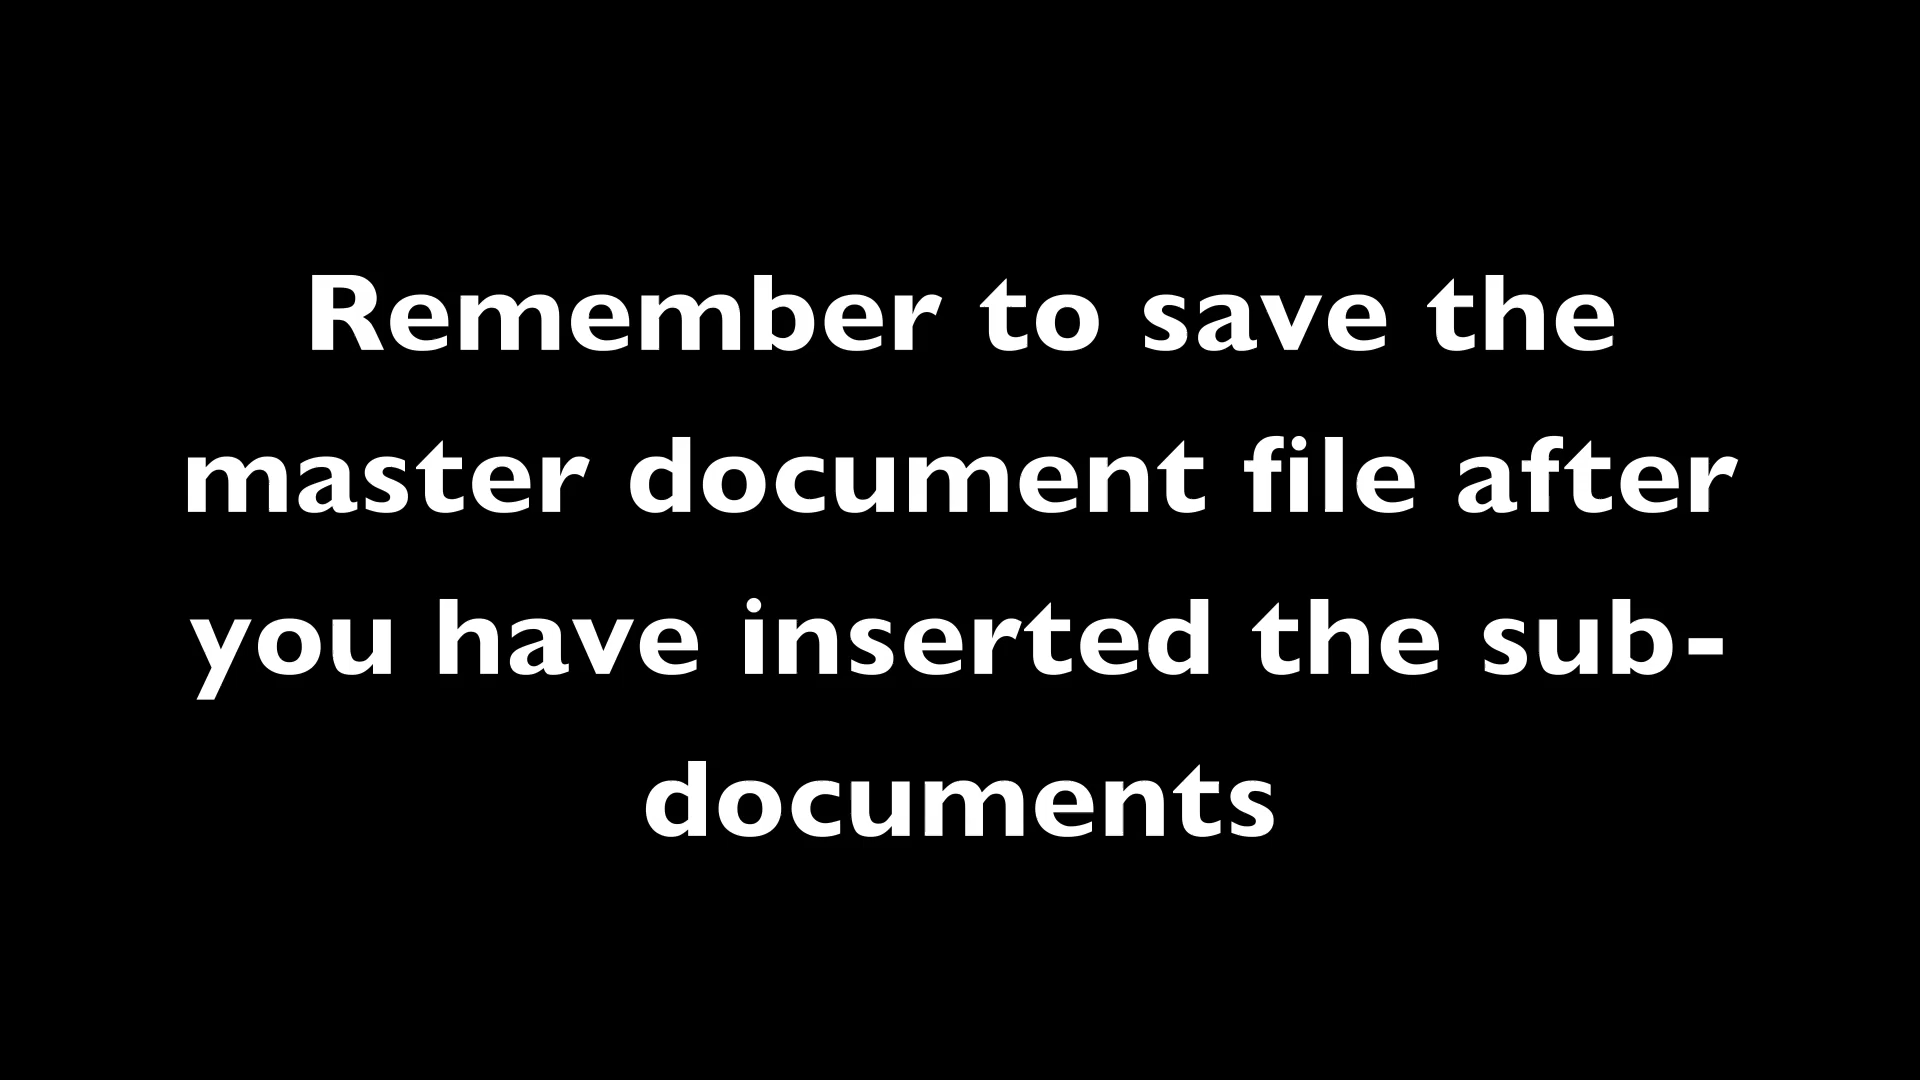 Remember to save the
master document file after
you have inserted the sub-
documents